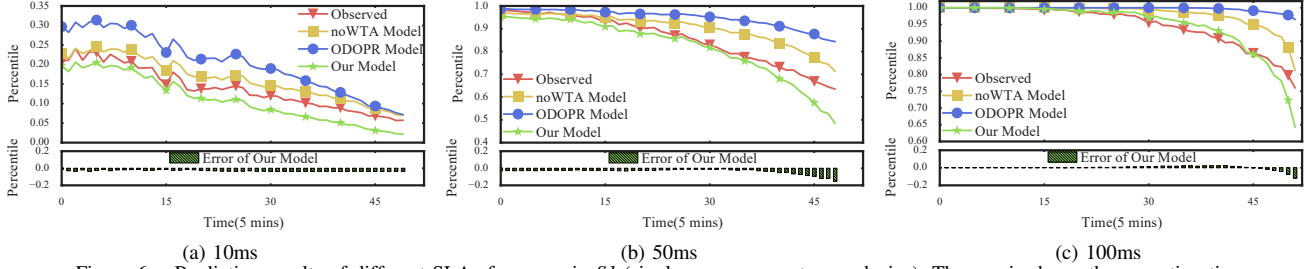 0.35
0.30
0.25
0.20
0.15
0.10
0.05
0.00
Percentile
Observed
noWTA Model
ODOPR Model
Our Model
0.2
0.0
−0.2
Percentile
Error of Our Model
0 15 30 45
Time(5 mins)
(a) 10ms
1.0
0.9
0.8
0.7
0.6
0.5
0.4
Percentile
Observed
noWTA Model
ODOPR Model
Our Model
0.2
0.0
−0.2
Percentile
Error of Our Model
0 15 30 45
Time(5 mins)
(b) 50ms
1.00
0.95
0.90
0.85
0.80
0.75
0.70
0.65
0.60
Percentile
Observed
noWTA Model
ODOPR Model
Our Model
0.2
0.0
−0.2
Percentile
Error of Our Model
0 15 30 45
Time(5 mins)
(c) 100ms